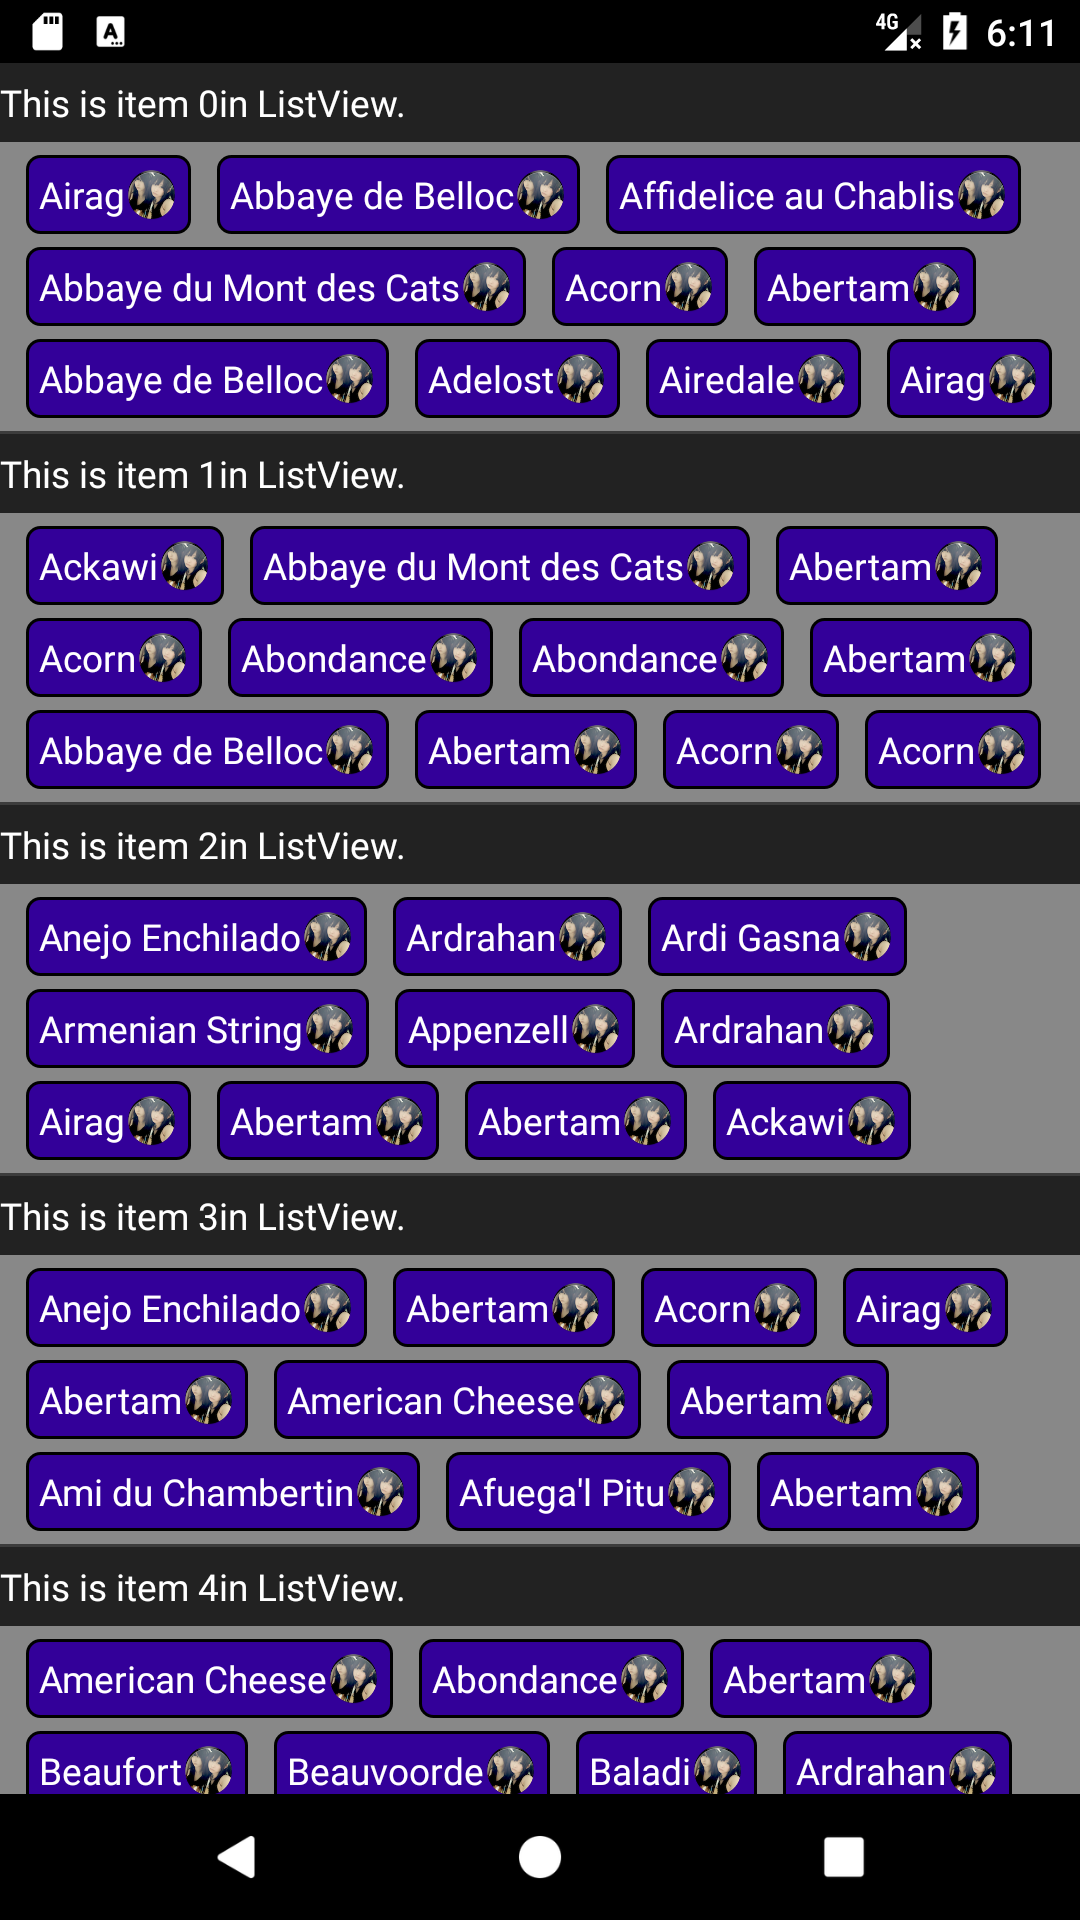 4G 6:11
This is item 0in ListView.
Airag Abbaye de Belloc Affidelice au Chablis
Abbaye du Mont des Cats Acorn Abertam
Abbaye de Belloc Adelost Airedale Airag
This is item 1in ListView.
Ackawi Abbaye du Mont des Cats Abertam
Acorn Abondance Abondance Abertam
Abbaye de Belloc Abertam Acorn Acorn
This is item 2in ListView.
Anejo Enchilado Ardrahan Ardi Gasna
Armenian String Appenzell Ardrahan
Airag Abertam Abertam Ackawi
This is item 3in ListView.
Anejo Enchilado Abertam Acorn Airag
Abertam American Cheese Abertam
Ami du Chambertin Afuega'l Pitu Abertam
This is item 4in ListView.
American Cheese Abondance Abertam
Beaufort Beauvoorde Baladi Ardrahan